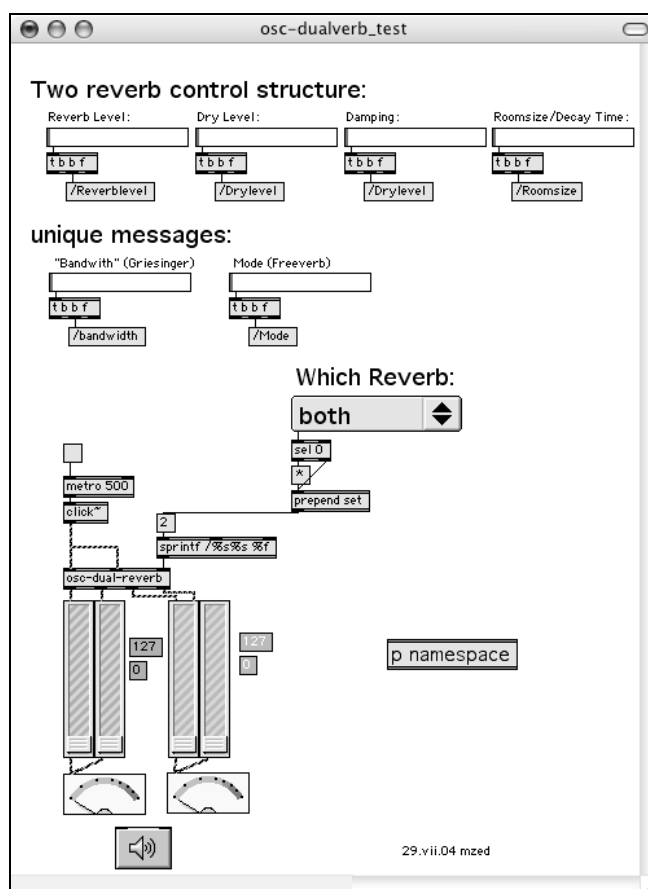 osc-dualverb_test
Two reverb control structure:
Reverb Level: Dry Level: Damping: Roomsize/Decay Time:
t b b f t b b f t b b f t b b f
/Reverblevel /Drylevel /Drylevel /Roomsize
unique messages:
"Bandwith" (Griesinger) Mode (Freeverb)
t b b f t b b f
/bandwidth /Mode
Which Reverb:
both
sel 0
*
metro 500
prepend set
click~
2
sprintf /%s%s %f
osc-dual-reverb
127 127
0 0
p namespace
29.vii.04 mzed